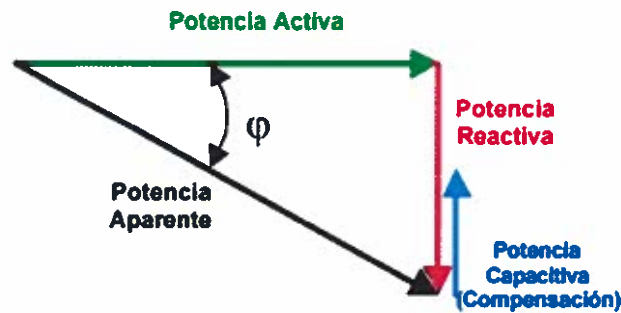 Potencia Activa
φ
Potencia
Reactiva
Potencia
Aparente
Potencia
Capacitiva
(Compensación)